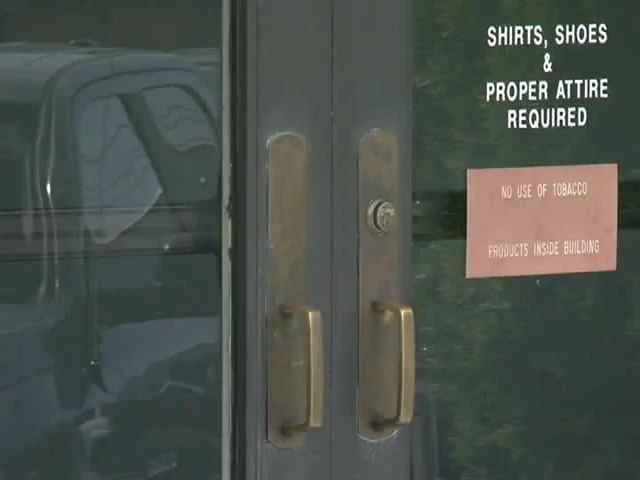 SHIRTS, SHOES
&
PROPER ATTIRE
REQUIRED
NO USE OF TOBACCO
PRODUCTS INSIDE BUILDING